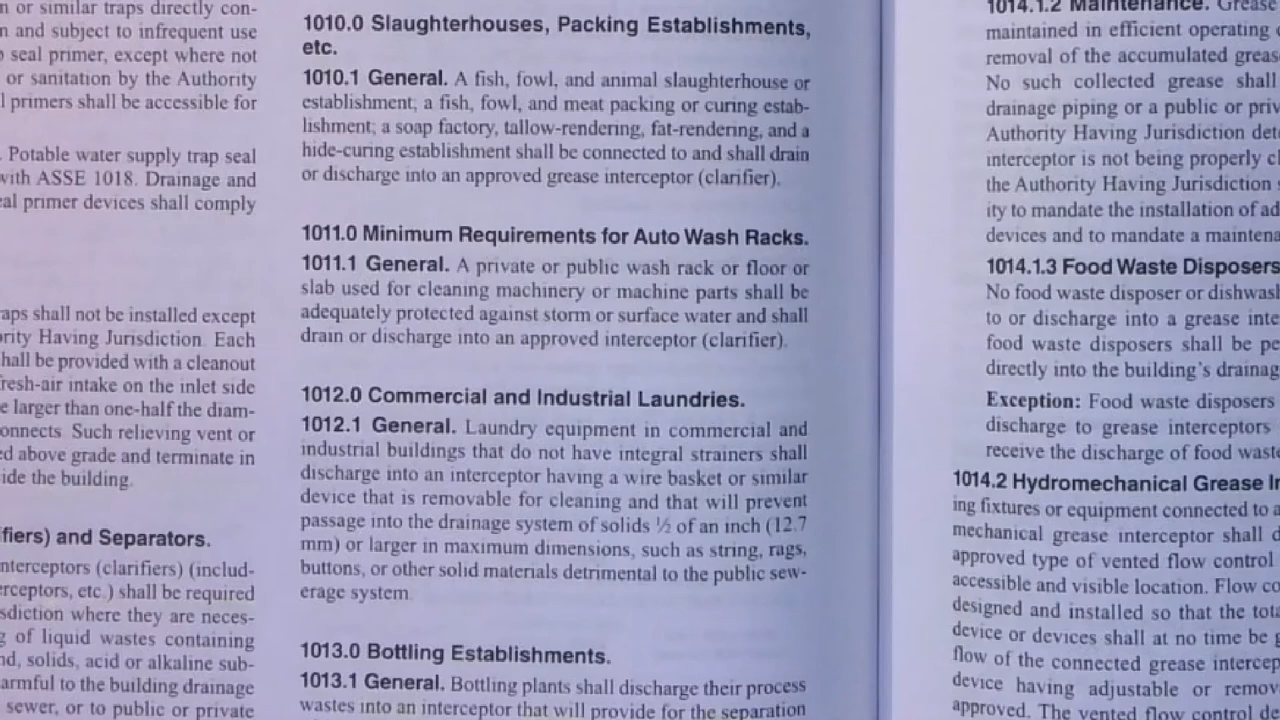 n or similar traps directly con-
n and subject to infrequent use
seal primer, except where not
or sanitation by the Authority
l primers shall be accessible for
. Potable water supply trap seal
with ASSE 1018. Drainage and
eal primer devices shall comply
raps shall not be installed except
ority Having Jurisdiction. Each
hall be provided with a cleanout
fresh-air intake on the inlet side
e larger than one-half the diam-
onnects. Such relieving vent or
ed above grade and terminate in
ide the building.
fiers) and Separators.
nterceptors (clarifiers) (includ-
erceptors, etc.) shall be required
sdiction where they are neces-
g of liquid wastes containing
nd, solids, acid or alkaline sub-
armful to the building drainage
sewer, or to public or private
1010.0 Slaughterhouses, Packing Establishments,
etc.
1010.1 General. A fish, fowl, and animal slaughterhouse or
establishment; a fish, fowl, and meat packing or curing estab-
lishment; a soap factory, tallow-rendering, fat-rendering, and a
hide-curing establishment shall be connected to and shall drain
or discharge into an approved grease interceptor (clarifier).
1011.0 Minimum Requirements for Auto Wash Racks.
1011.1 General. A private or public wash rack or floor or
slab used for cleaning machinery or machine parts shall be
adequately protected against storm or surface water and shall
drain or discharge into an approved interceptor (clarifier).
1012.0 Commercial and Industrial Laundries.
1012.1 General. Laundry equipment in commercial and
industrial buildings that do not have integral strainers shall
discharge into an interceptor having a wire basket or similar
device that is removable for cleaning and that will prevent
passage into the drainage system of solids ½ of an inch (12.7
mm) or larger in maximum dimensions, such as string, rags,
buttons, or other solid materials detrimental to the public sew-
erage system.
1013.0 Bottling Establishments.
1013.1 General. Bottling plants shall discharge their process
wastes into an interceptor that will provide for the separation
1014.1.2 Maintenance. Grease
maintained in efficient operating
removal of the accumulated greas
No such collected grease shall
drainage piping or a public or priv
Authority Having Jurisdiction dete
interceptor is not being properly cl
the Authority Having Jurisdiction
ity to mandate the installation of ad
devices and to mandate a maintena
1014.1.3 Food Waste Disposers
No food waste disposer or dishwash
to or discharge into a grease inte
food waste disposers shall be pe
directly into the building's drainag
Exception: Food waste disposers
discharge to grease interceptors
receive the discharge of food waste
1014.2 Hydromechanical Grease In
ing fixtures or equipment connected to a
mechanical grease interceptor shall
approved type of vented flow control
accessible and visible location. Flow co
designed and installed so that the tot
device or devices shall at no time be g
flow of the connected grease intercep
device having adjustable or remov
approved. The vented flow control de